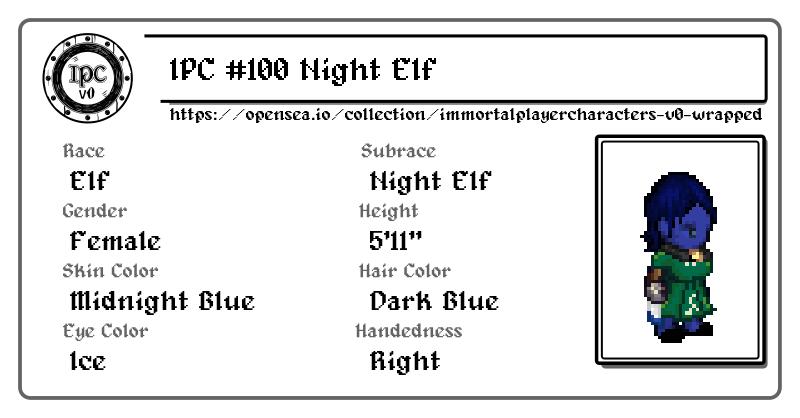 IPC
v0
IPC #100 Night Elf
https://opensea.io/collection/immortalplayercharacters-v0-wrapped
Race
Elf
Subrace
Night Elf
Gender
Female
Height
5'11"
Skin Color
Midnight Blue
Hair Color
Dark Blue
Eye Color
Ice
Handedness
Right